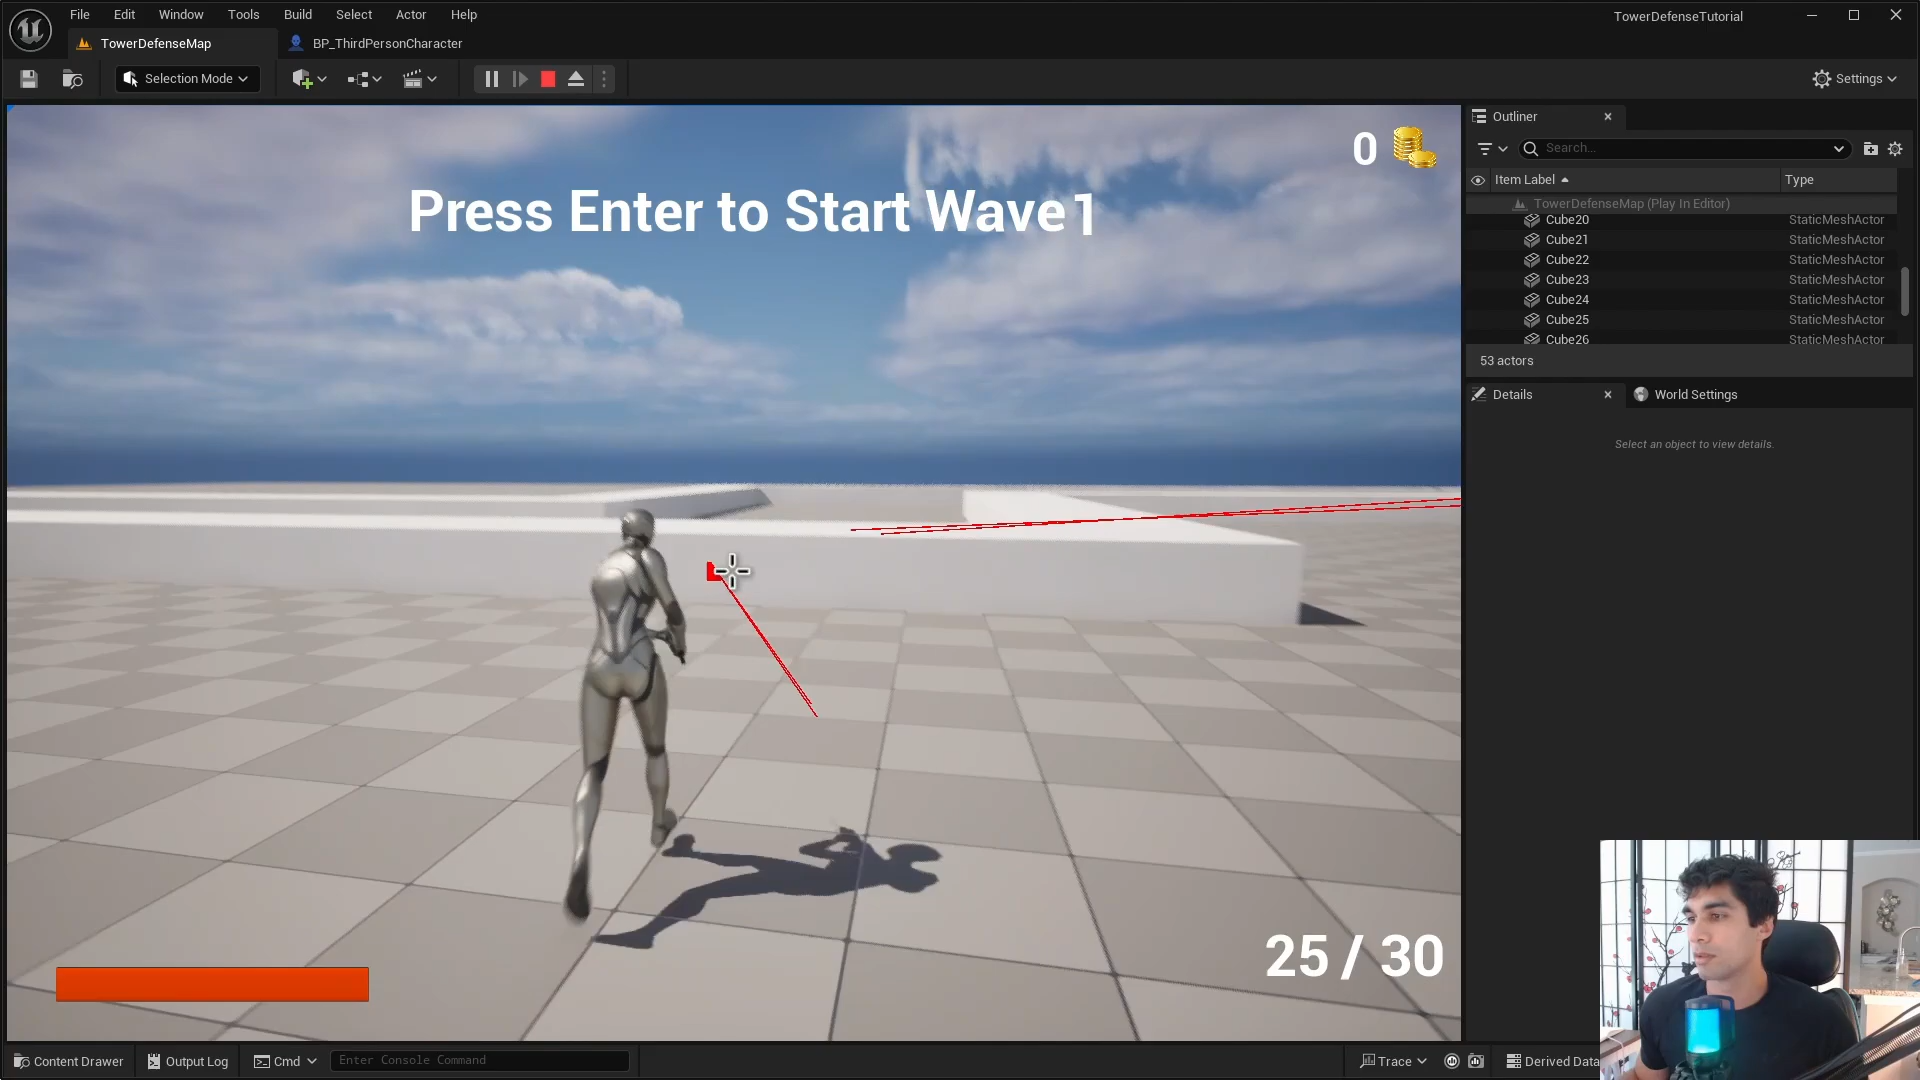 File Edit Window Tools Build Select Actor Help
TowerDefenseTutorial
TowerDefenseMap
BP_ThirdPersonCharacter
Selection Mode
Settings
0
Press Enter to Start Wave 1
25 / 30
Outliner
Search...
Item Label
Type
TowerDefenseMap (Play In Editor)
Cube20 StaticMeshActor
Cube21 StaticMeshActor
Cube22 StaticMeshActor
Cube23 StaticMeshActor
Cube24 StaticMeshActor
Cube25 StaticMeshActor
Cube26 StaticMeshActor
53 actors
Details
World Settings
Select an object to view details.
Content Drawer
Output Log
Cmd
Enter Console Command
Trace
Derived Data